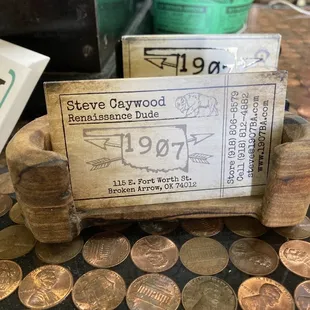 Steve Caywood
Renaissance Dude
1907
115 E. Fort Worth St.
Broken Arrow, OK 74012
Store (918) 806-8579
Cell (918) 812-4882
www.1907BA.com
1907